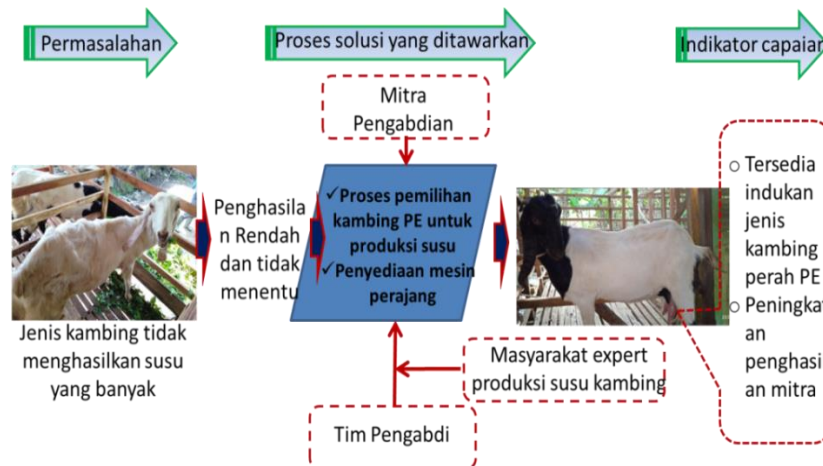 Permasalahan
Proses solusi yang ditawarkan
Indikator capaian
Mitra
Pengabdian
Penghasila
n Rendah
dan tidak
menentu
✓Proses pemilihan
kambing PE untuk
produksi susu
✓Penyediaan mesin
perajang
Jenis kambing tidak
menghasilkan susu
yang banyak
Masyarakat expert
produksi susu kambing
Tim Pengabdi
○ Tersedia
indukan
jenis
kambing
perah PE
○ Peningkat
an
penghasil
an mitra